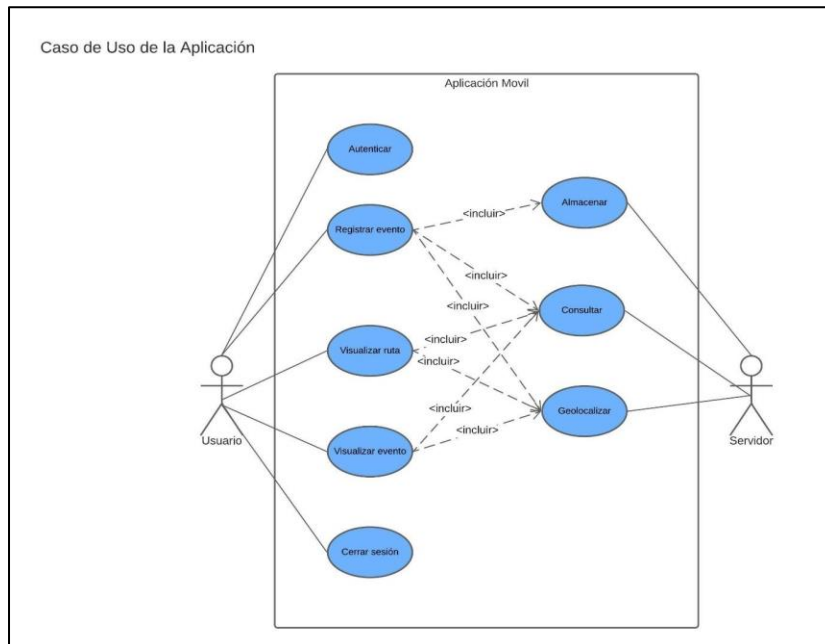 Caso de Uso de la Aplicación
Aplicación Movil
Autenticar
Registrar evento
<incluir>
Almacenar
<incluir>
<incluir>
Consultar
Visualizar ruta
<incluir>
<incluir>
Geolocalizar
<incluir>
<incluir>
Visualizar evento
Cerrar sesión
Usuario
Servidor